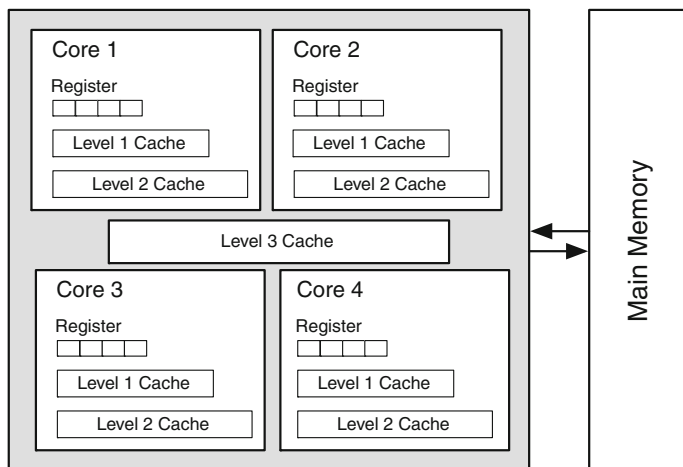 Core 1
Register
Level 1 Cache
Level 2 Cache
Core 2
Register
Level 1 Cache
Level 2 Cache
Level 3 Cache
Core 3
Register
Level 1 Cache
Level 2 Cache
Core 4
Register
Level 1 Cache
Level 2 Cache
Main Memory